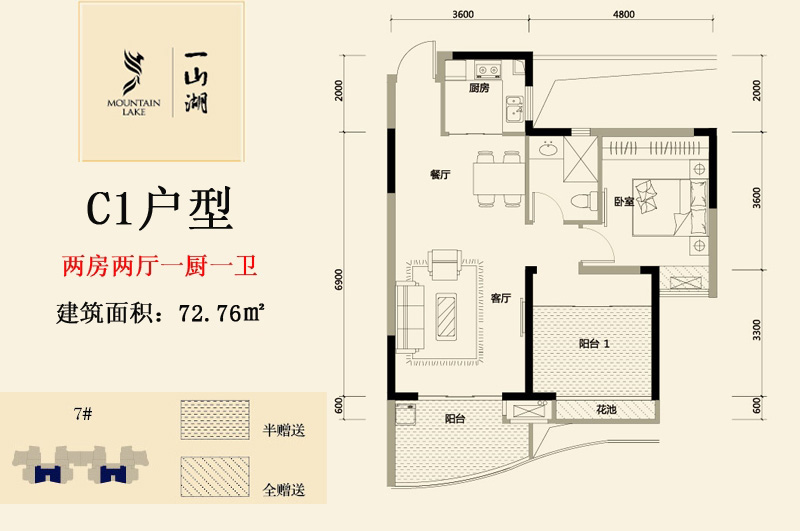 MOUNTAIN
LAKE
一山湖
C1户型
两房两厅一厨一卫
建筑面积：72.76㎡
7#
半赠送
全赠送
3600
4800
2000
6900
600
2000
3600
3300
600
厨房
餐厅
卧室
客厅
阳台 1
阳台
花池